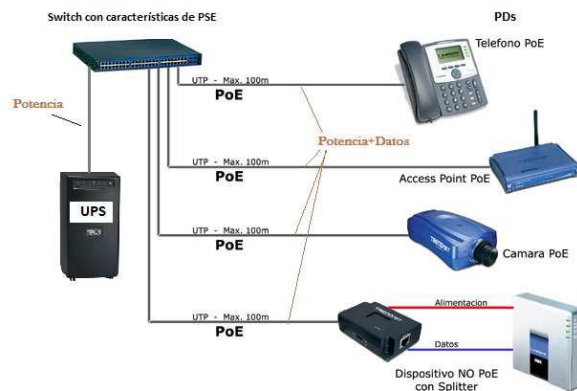 Switch con características de PSE
PDs
Telefono PoE
UTP - Max. 100m
PoE
Potencia
Potencia+Datos
UTP - Max. 100m
PoE
Access Point PoE
UPS
UTP - Max. 100m
PoE
Camara PoE
Alimentacion
UTP - Max. 100m
PoE
Datos
Dispositivo NO PoE
con Splitter